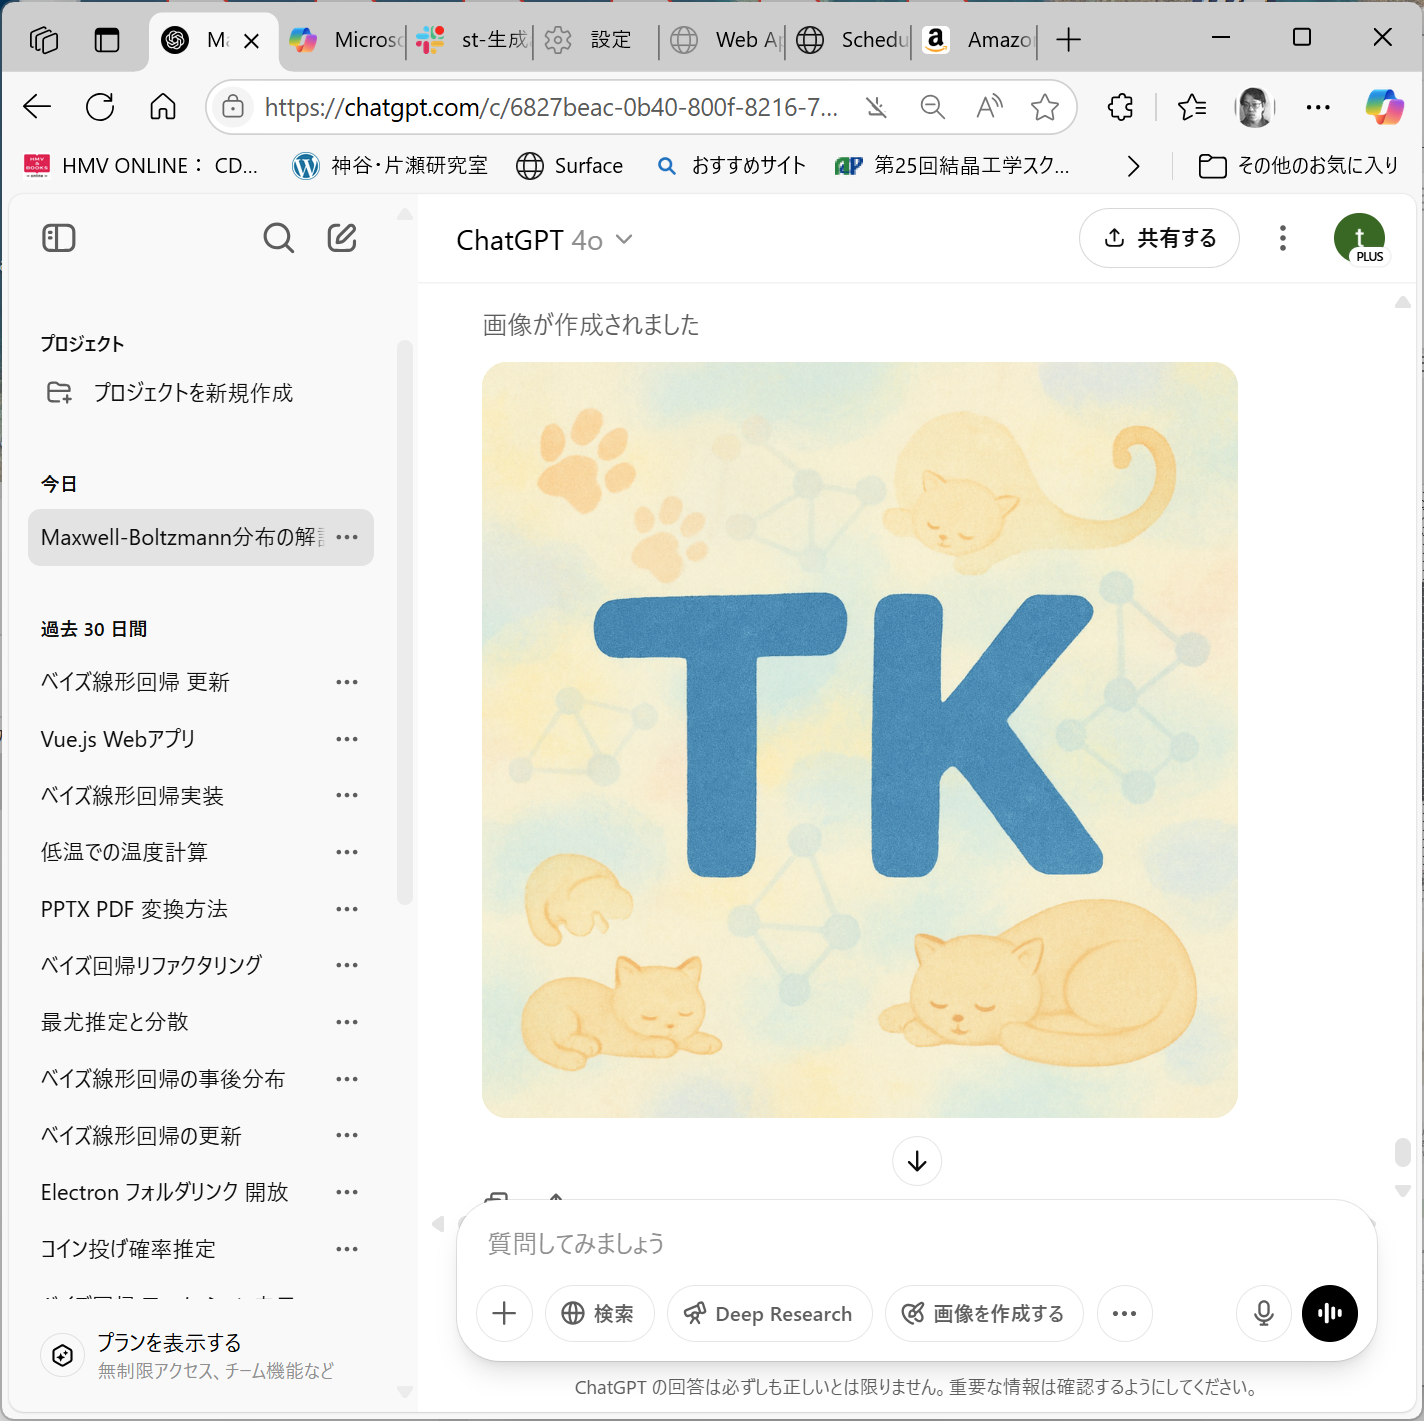 Microso
st-生成
設定
Web Ap
Schedu
Amazon
https://chatgpt.com/c/6827beac-0b40-800f-8216-7...
HMV ONLINE： CD...
神谷・片瀬研究室
Surface
おすすめサイト
第25回結晶工学スク...
その他のお気に入り
ChatGPT 4o
共有する
t
PLUS
プロジェクト
プロジェクトを新規作成
今日
Maxwell-Boltzmann分布の解
過去 30 日間
ベイズ線形回帰 更新
Vue.js Webアプリ
ベイズ線形回帰実装
低温での温度計算
PPTX PDF 変換方法
ベイズ回帰リファクタリング
最尤推定と分散
ベイズ線形回帰の事後分布
ベイズ線形回帰の更新
Electron フォルダリンク 開放
コイン投げ確率推定
プランを表示する
無制限アクセス、チーム機能など
画像が作成されました
TK
質問してみましょう
検索
Deep Research
画像を作成する
ChatGPT の回答は必ずしも正しいとは限りません。重要な情報は確認するようにしてください。